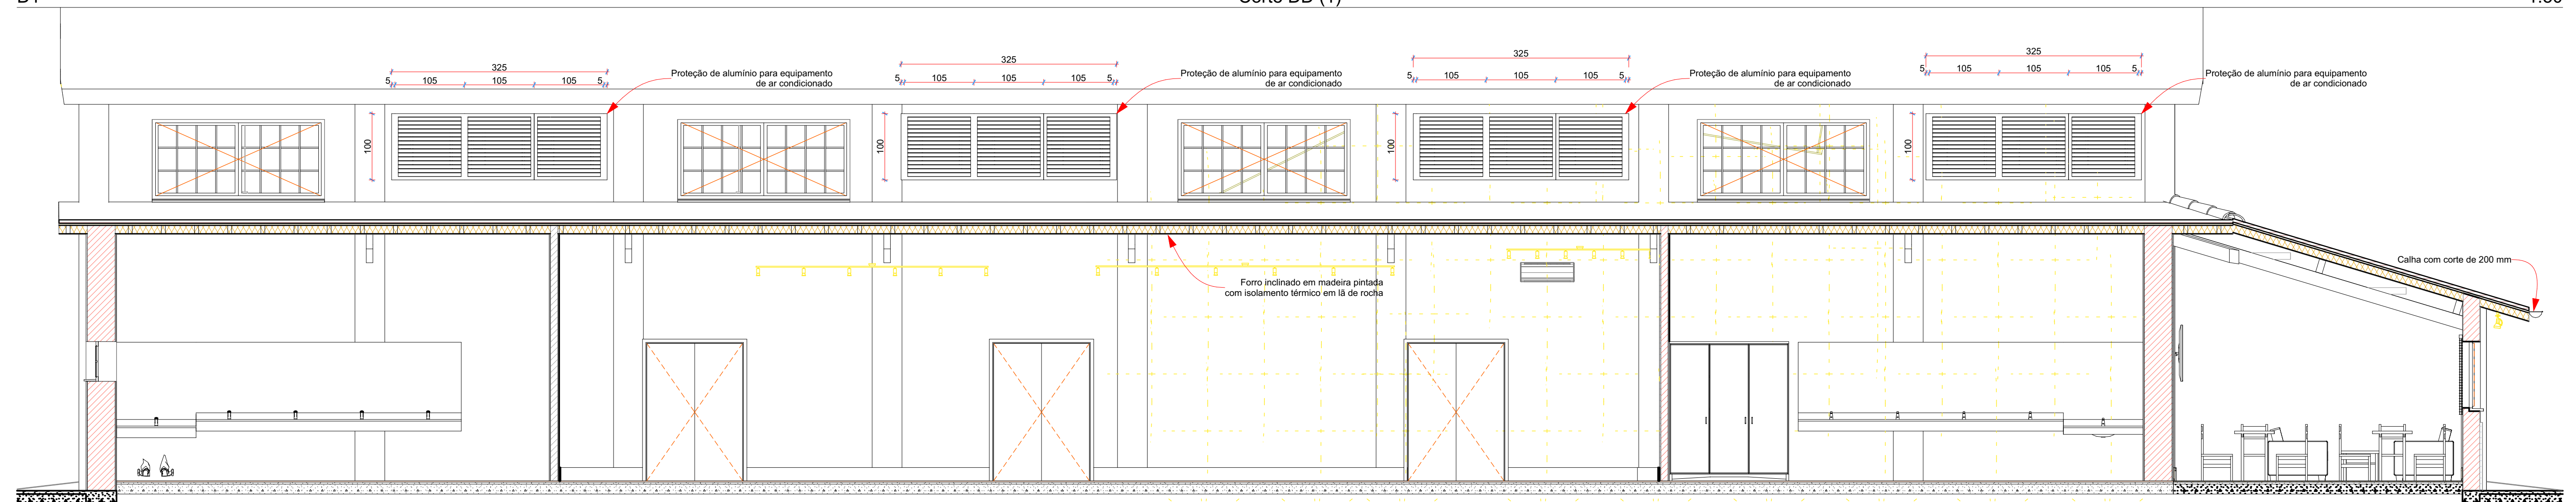 325
5 105 105 105 5
Proteção de alumínio para equipamento
de ar condicionado
100
325
5 105 105 105 5
Proteção de alumínio para equipamento
de ar condicionado
100
325
5 105 105 105 5
Proteção de alumínio para equipamento
de ar condicionado
100
325
5 105 105 105 5
Proteção de alumínio para equipamento
de ar condicionado
100
Forro inclinado em madeira pintada
com isolamento térmico em lã de rocha
Calha com corte de 200 mm